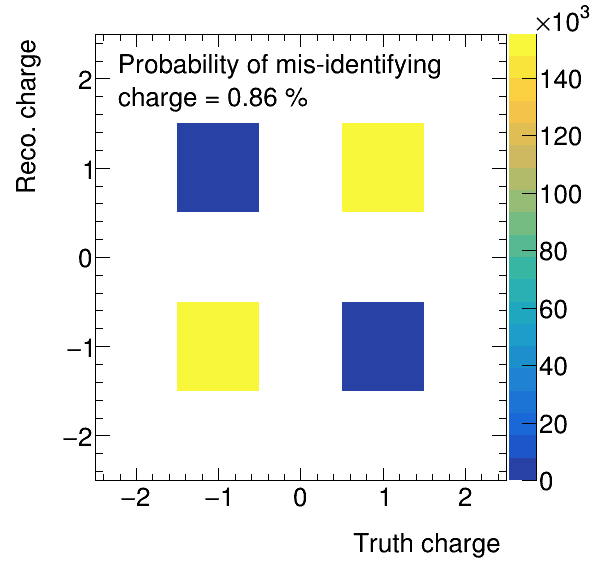 ×10³
Probability of mis-identifying
charge = 0.86 %
Reco. charge
2
1
0
−1
−2
−2 −1 0 1 2
Truth charge
140
120
100
80
60
40
20
0